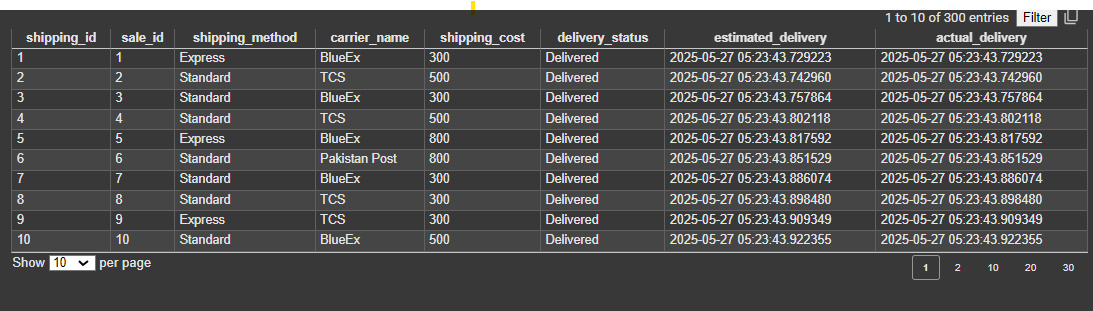 1 to 10 of 300 entries Filter
shipping_id sale_id shipping_method carrier_name shipping_cost delivery_status estimated_delivery actual_delivery
1 1 Express BlueEx 300 Delivered 2025-05-27 05:23:43.729223 2025-05-27 05:23:43.729223
2 2 Standard TCS 500 Delivered 2025-05-27 05:23:43.742960 2025-05-27 05:23:43.742960
3 3 Standard BlueEx 300 Delivered 2025-05-27 05:23:43.757864 2025-05-27 05:23:43.757864
4 4 Standard TCS 500 Delivered 2025-05-27 05:23:43.802118 2025-05-27 05:23:43.802118
5 5 Express BlueEx 800 Delivered 2025-05-27 05:23:43.817592 2025-05-27 05:23:43.817592
6 6 Standard Pakistan Post 800 Delivered 2025-05-27 05:23:43.851529 2025-05-27 05:23:43.851529
7 7 Standard BlueEx 300 Delivered 2025-05-27 05:23:43.886074 2025-05-27 05:23:43.886074
8 8 Standard TCS 300 Delivered 2025-05-27 05:23:43.898480 2025-05-27 05:23:43.898480
9 9 Express TCS 300 Delivered 2025-05-27 05:23:43.909349 2025-05-27 05:23:43.909349
10 10 Standard BlueEx 500 Delivered 2025-05-27 05:23:43.922355 2025-05-27 05:23:43.922355
Show 10 per page 1 2 10 20 30